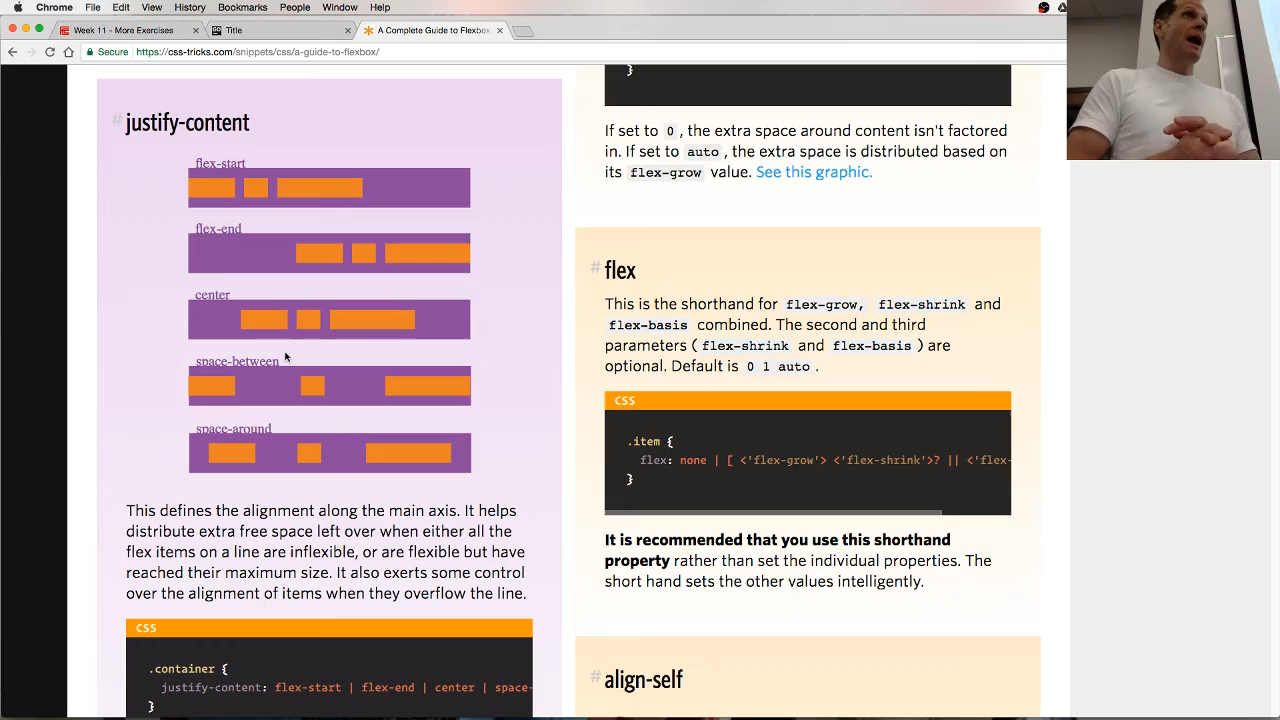 Chrome File Edit View History Bookmarks People Window Help
Week 11 - More Exercises
Title
A Complete Guide to Flexbox
Secure https://css-tricks.com/snippets/css/a-guide-to-flexbox/
# justify-content
flex-start
flex-end
center
space-between
space-around
This defines the alignment along the main axis. It helps
distribute extra free space left over when either all the
flex items on a line are inflexible, or are flexible but have
reached their maximum size. It also exerts some control
over the alignment of items when they overflow the line.
CSS
.container {
justify-content: flex-start | flex-end | center | space-
}
}
If set to 0, the extra space around content isn't factored
in. If set to auto, the extra space is distributed based on
its flex-grow value. See this graphic.
# flex
This is the shorthand for flex-grow, flex-shrink and
flex-basis combined. The second and third
parameters (flex-shrink and flex-basis) are
optional. Default is 0 1 auto.
CSS
.item {
flex: none | [ <'flex-grow'> <'flex-shrink'>? || <'flex-
}
It is recommended that you use this shorthand
property rather than set the individual properties. The
short hand sets the other values intelligently.
# align-self